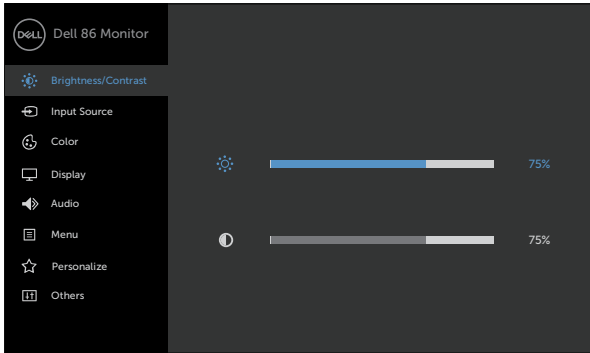 DELL Dell 86 Monitor
Brightness/Contrast
Input Source
Color
Display
Audio
Menu
Personalize
Others
75%
75%